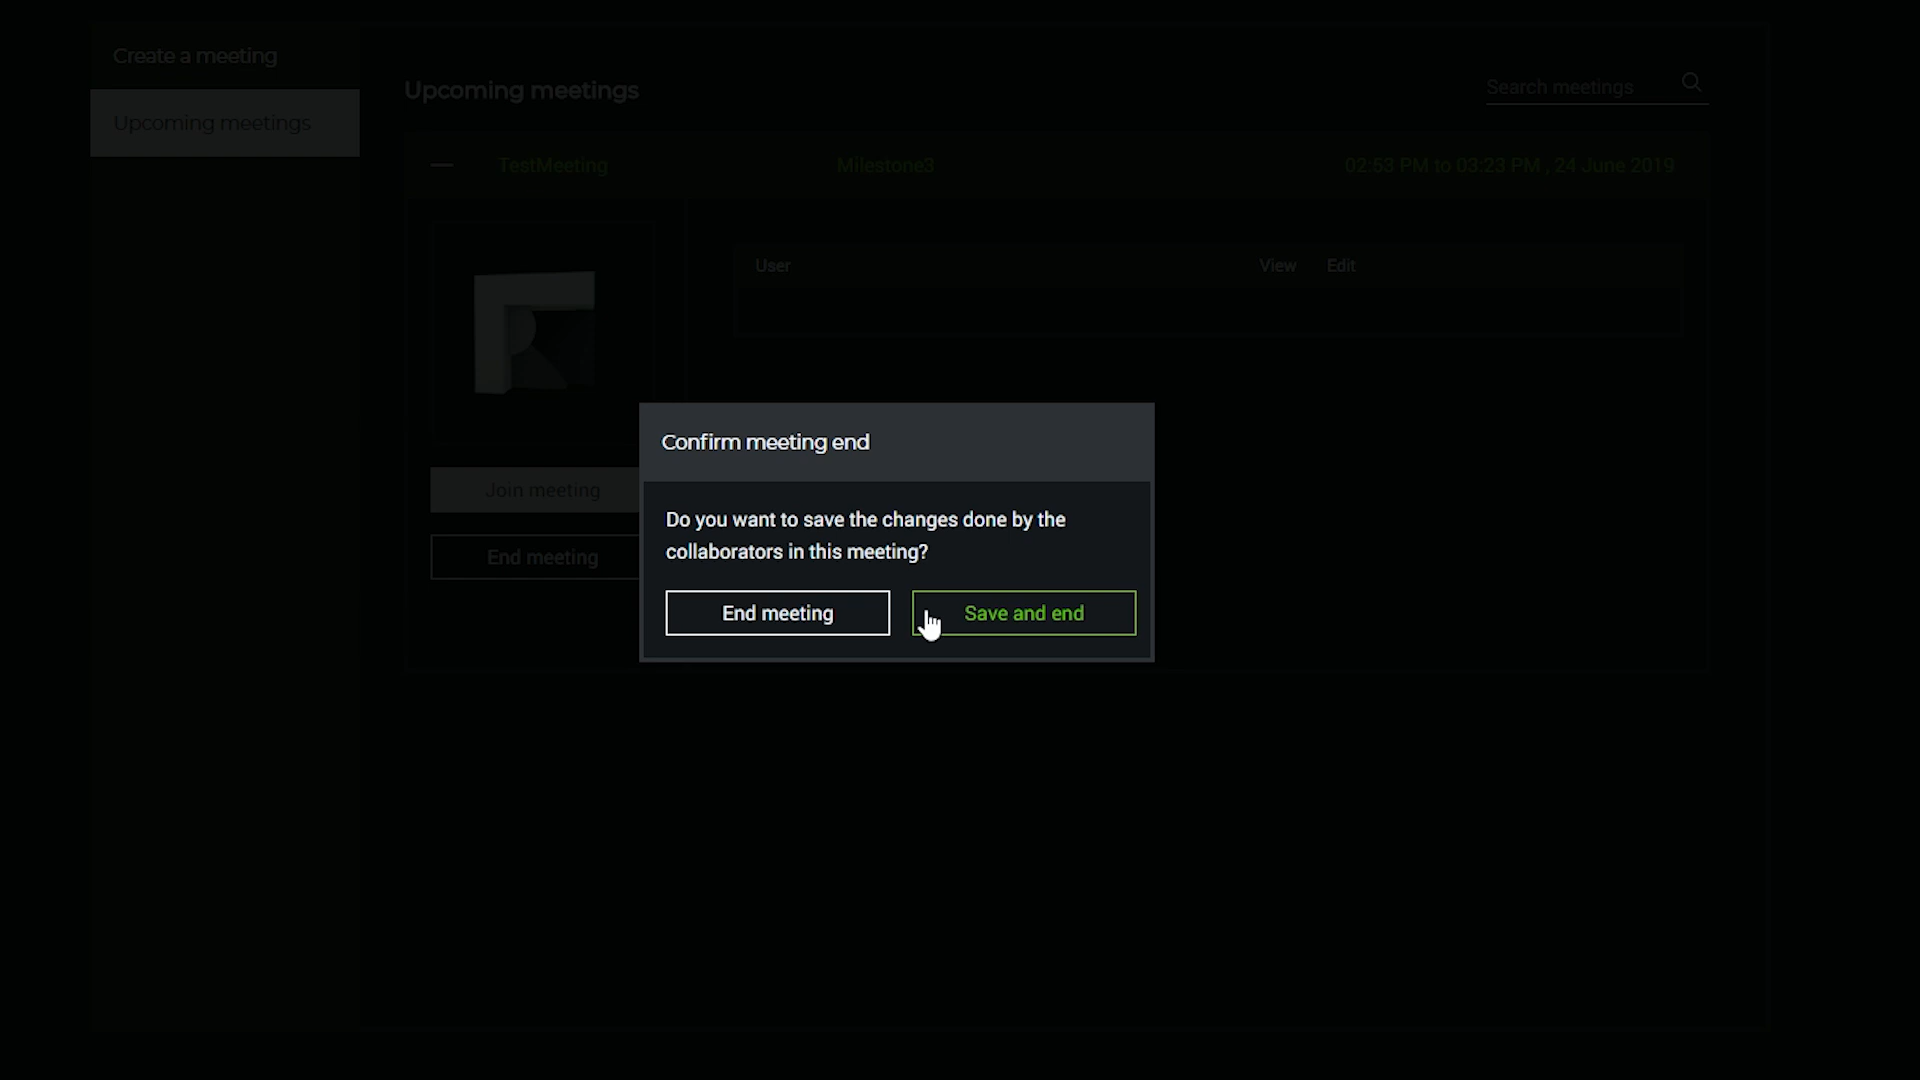 Create a meeting
Upcoming meetings
Upcoming meetings
Search meetings
TestMeeting
Milestone3
02:53 PM to 03:23 PM , 24 June 2019
User
View
Edit
Join meeting
End meeting
Confirm meeting end
Do you want to save the changes done by the
collaborators in this meeting?
End meeting
Save and end